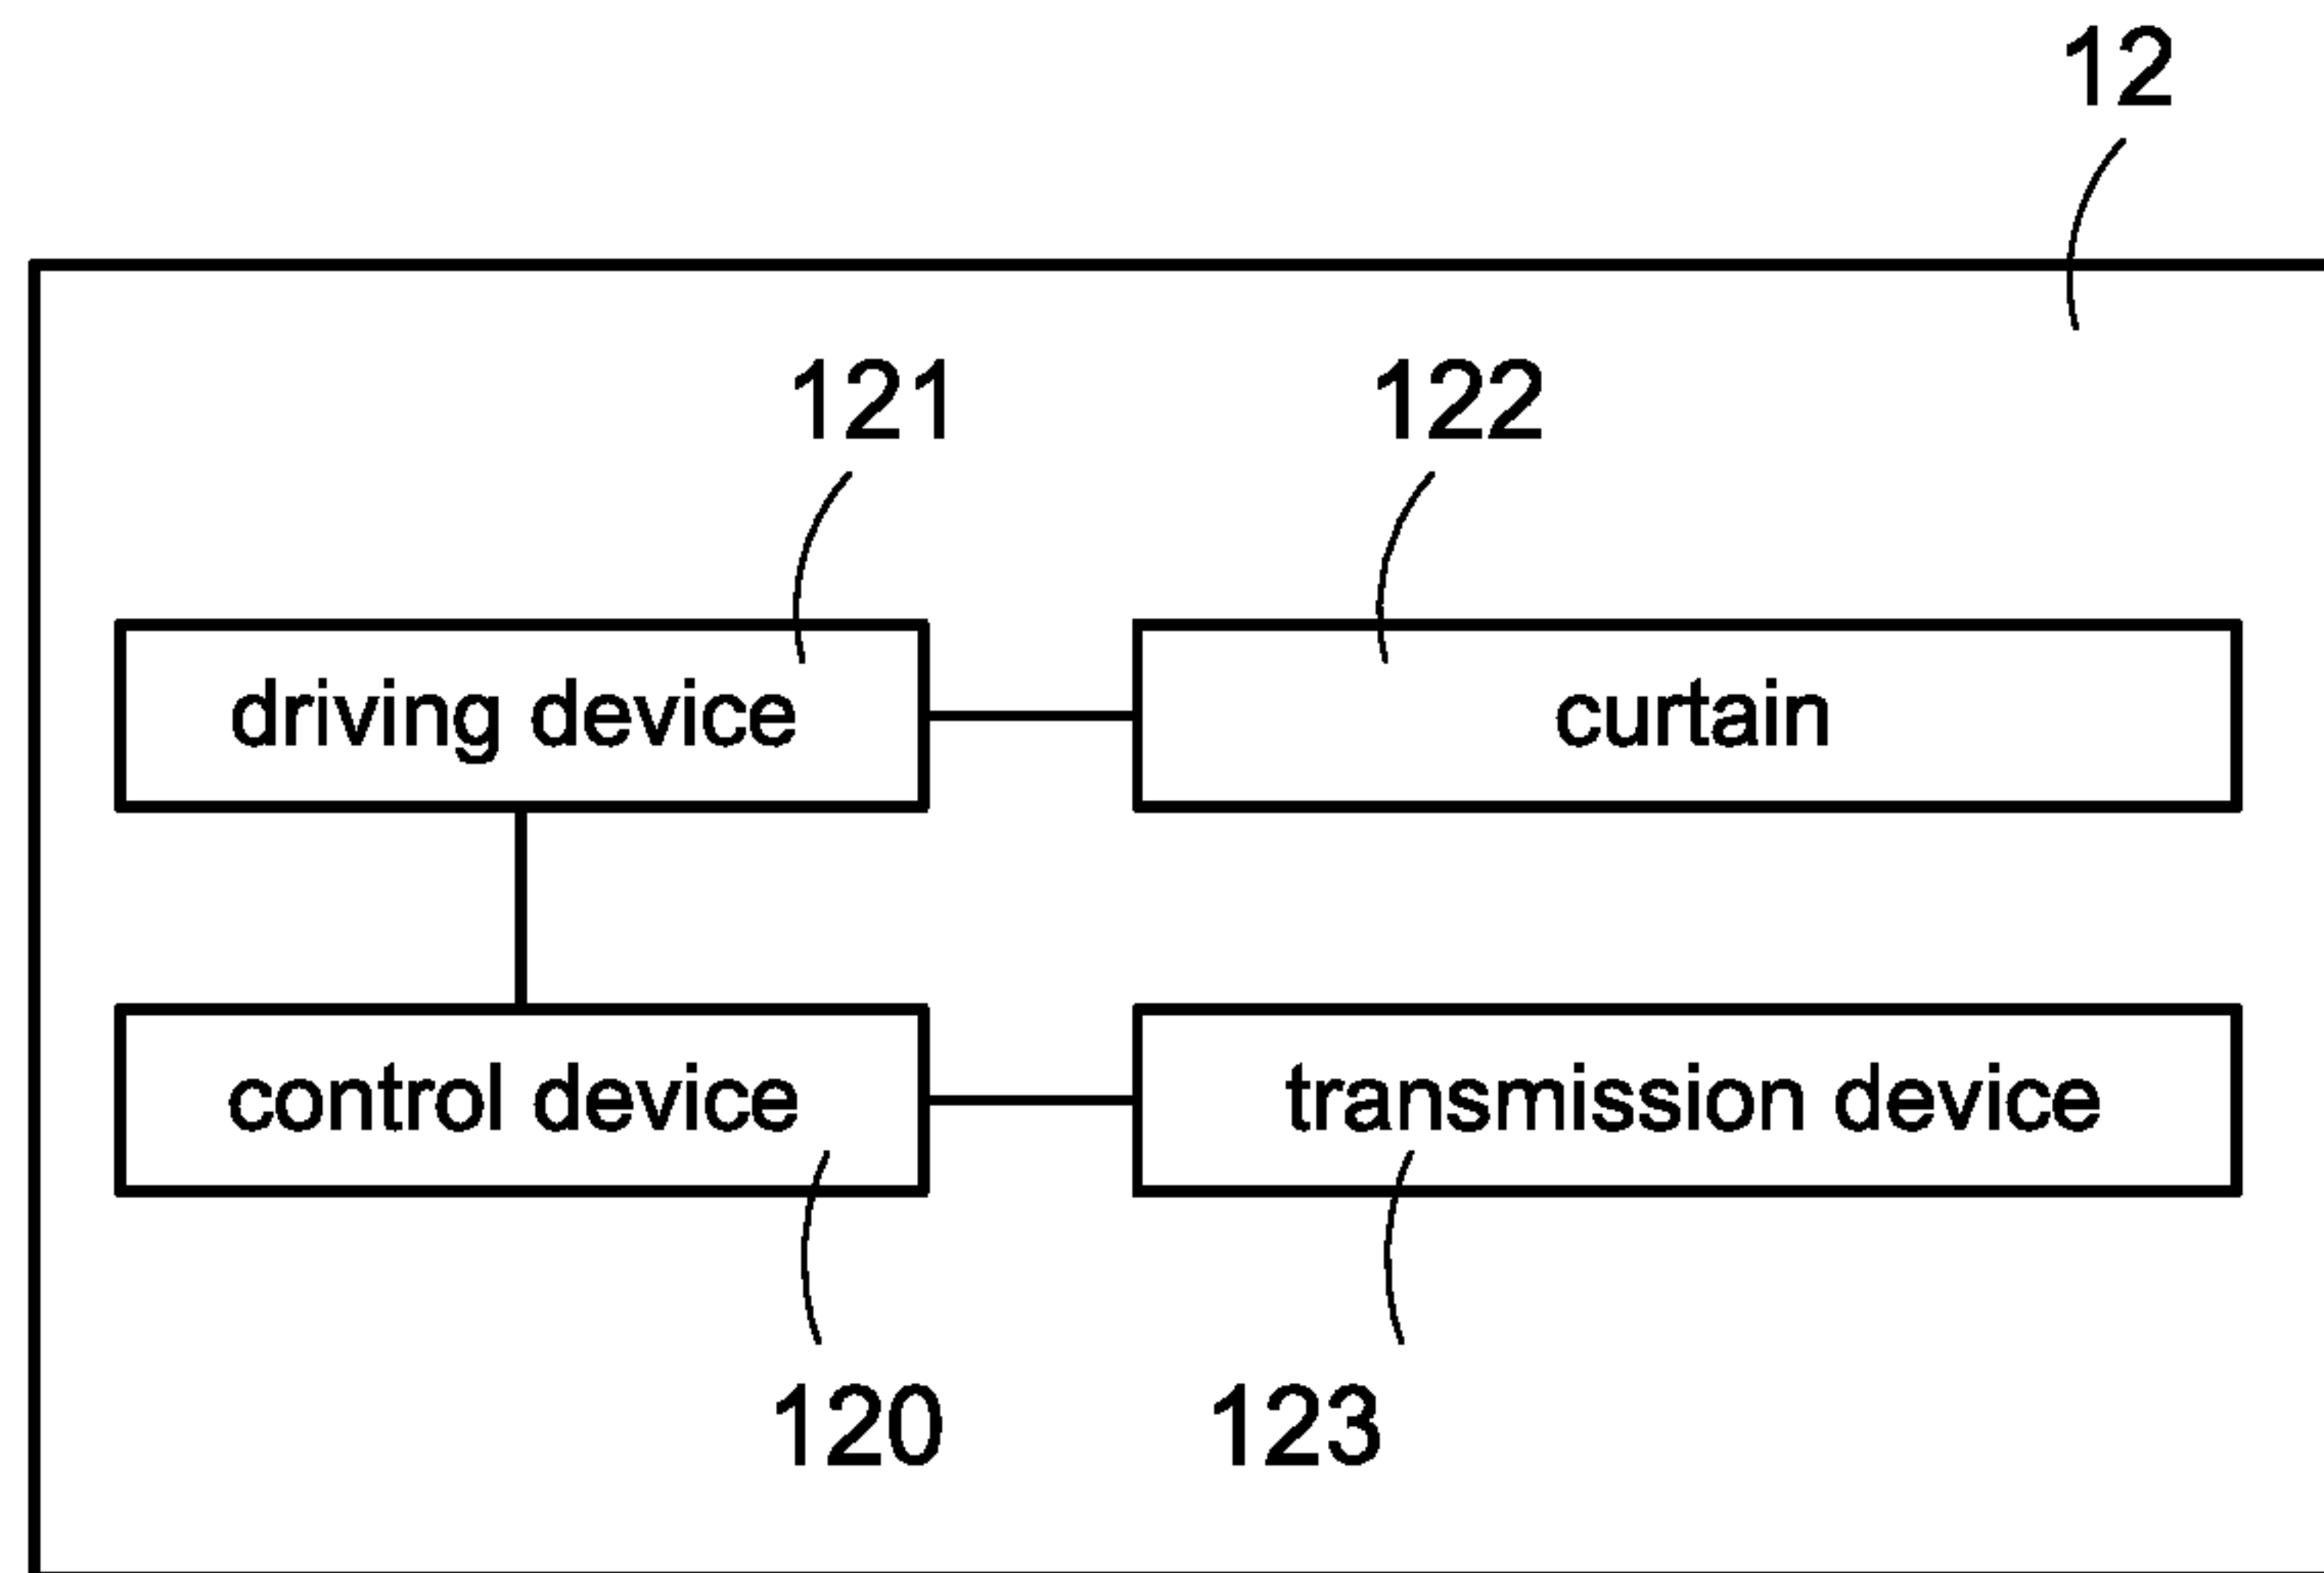 12
121
122
driving device
curtain
control device
transmission device
120
123